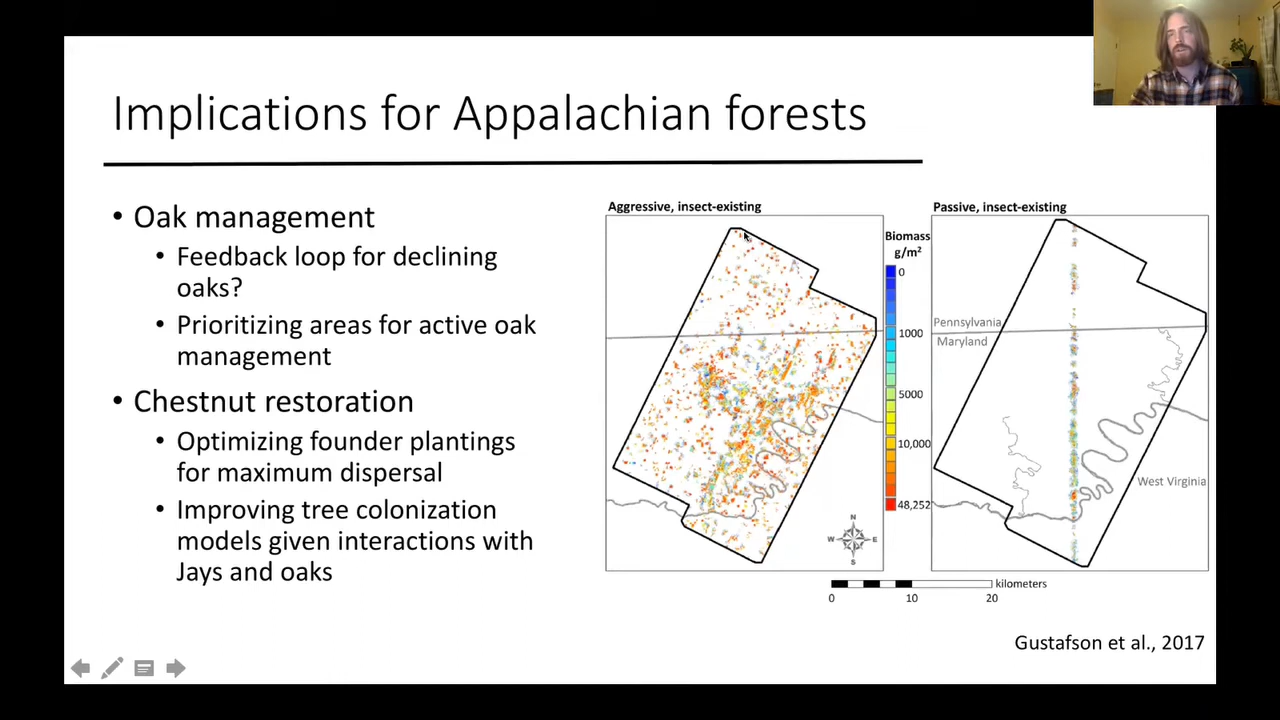 Implications for Appalachian forests
• Oak management
• Feedback loop for declining
oaks?
• Prioritizing areas for active oak
management
• Chestnut restoration
• Optimizing founder plantings
for maximum dispersal
• Improving tree colonization
models given interactions with
Jays and oaks
Aggressive, insect-existing
Biomass
g/m²
0
1000
5000
10,000
48,252
N
W E
S
Passive, insect-existing
Pennsylvania
Maryland
West Virginia
kilometers
0 10 20
Gustafson et al., 2017